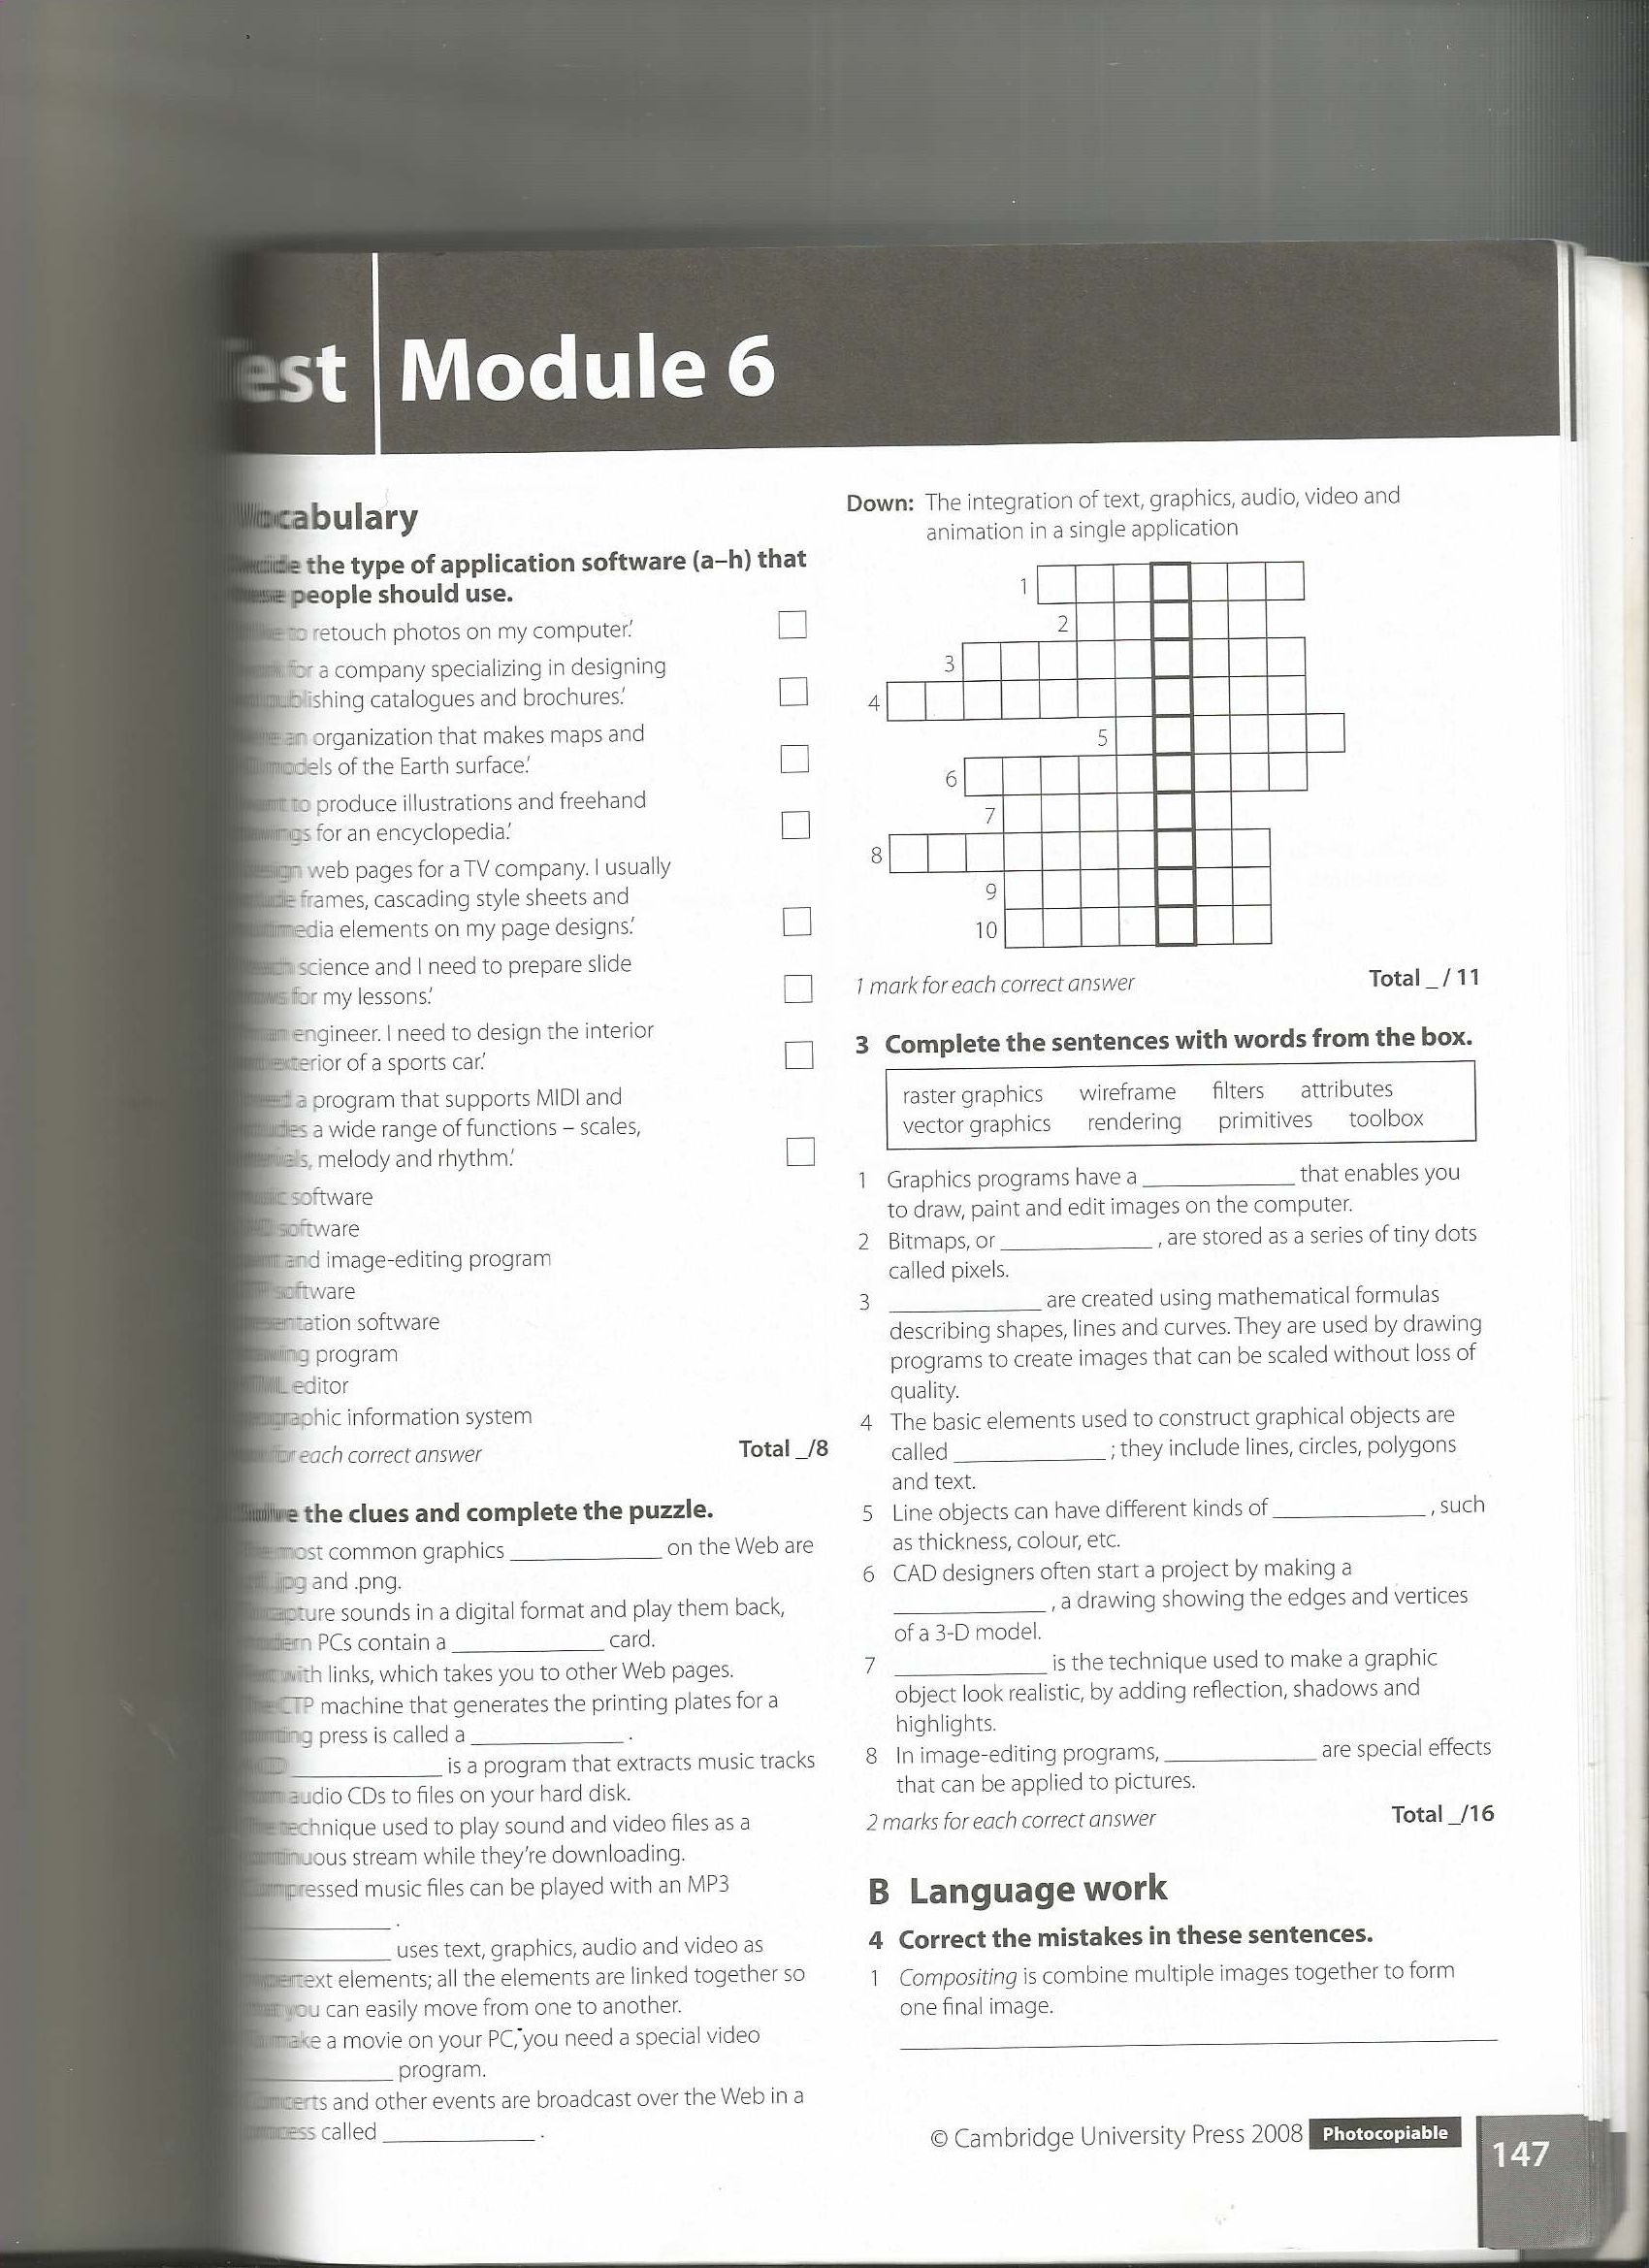 Test Module 6
Vocabulary
the type of application software (a–h) that
people should use.
to retouch photos on my computer.'
for a company specializing in designing
publishing catalogues and brochures.'
an organization that makes maps and
models of the Earth surface.'
to produce illustrations and freehand
for an encyclopedia.'
web pages for a TV company. I usually
frames, cascading style sheets and
multimedia elements on my page designs.'
science and I need to prepare slide
for my lessons.'
engineer. I need to design the interior
exterior of a sports car.'
a program that supports MIDI and
a wide range of functions – scales,
melody and rhythm.'
software
software
and image-editing program
software
presentation software
program
editor
geographic information system
for each correct answer Total _/8
the clues and complete the puzzle.
most common graphics ____________ on the Web are
.jpg and .png.
capture sounds in a digital format and play them back,
modern PCs contain a ____________ card.
with links, which takes you to other Web pages.
The CTP machine that generates the printing plates for a
printing press is called a ____________ .
____________ is a program that extracts music tracks
audio CDs to files on your hard disk.
technique used to play sound and video files as a
continuous stream while they're downloading.
Compressed music files can be played with an MP3
____________ .
____________ uses text, graphics, audio and video as
hypertext elements; all the elements are linked together so
you can easily move from one to another.
make a movie on your PC, you need a special video
____________ program.
Concerts and other events are broadcast over the Web in a
process called ____________ .
Down: The integration of text, graphics, audio, video and
animation in a single application
1
2
3
4
5
6
7
8
9
10
1 mark for each correct answer Total _ / 11
3 Complete the sentences with words from the box.
raster graphics wireframe filters attributes
vector graphics rendering primitives toolbox
1 Graphics programs have a ____________ that enables you
to draw, paint and edit images on the computer.
2 Bitmaps, or ____________ , are stored as a series of tiny dots
called pixels.
3 ____________ are created using mathematical formulas
describing shapes, lines and curves. They are used by drawing
programs to create images that can be scaled without loss of
quality.
4 The basic elements used to construct graphical objects are
called ____________ ; they include lines, circles, polygons
and text.
5 Line objects can have different kinds of ____________ , such
as thickness, colour, etc.
6 CAD designers often start a project by making a
____________ , a drawing showing the edges and vertices
of a 3-D model.
7 ____________ is the technique used to make a graphic
object look realistic, by adding reflection, shadows and
highlights.
8 In image-editing programs, ____________ are special effects
that can be applied to pictures.
2 marks for each correct answer Total _/16
B Language work
4 Correct the mistakes in these sentences.
1 Compositing is combine multiple images together to form
one final image.
© Cambridge University Press 2008 Photocopiable
147